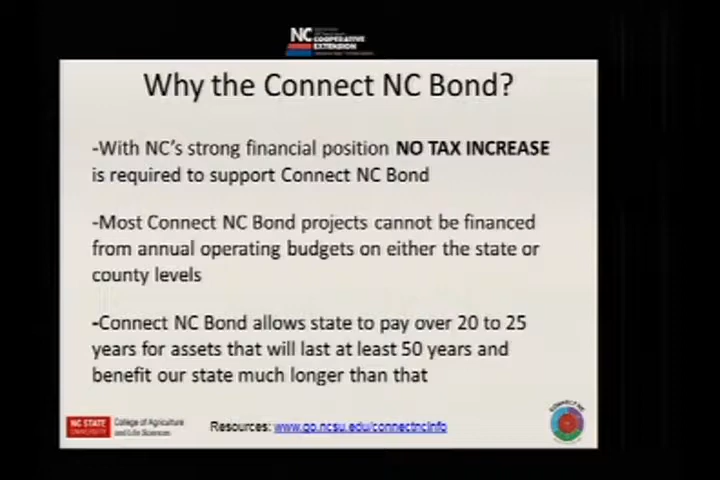 NC
COOPERATIVE
EXTENSION
Why the Connect NC Bond?
-With NC's strong financial position NO TAX INCREASE
is required to support Connect NC Bond
-Most Connect NC Bond projects cannot be financed
from annual operating budgets on either the state or
county levels
-Connect NC Bond allows state to pay over 20 to 25
years for assets that will last at least 50 years and
benefit our state much longer than that
NC STATE
UNIVERSITY
College of Agriculture
and Life Sciences
Resources: www.go.ncsu.edu/connectncinfo
CONNECT NC